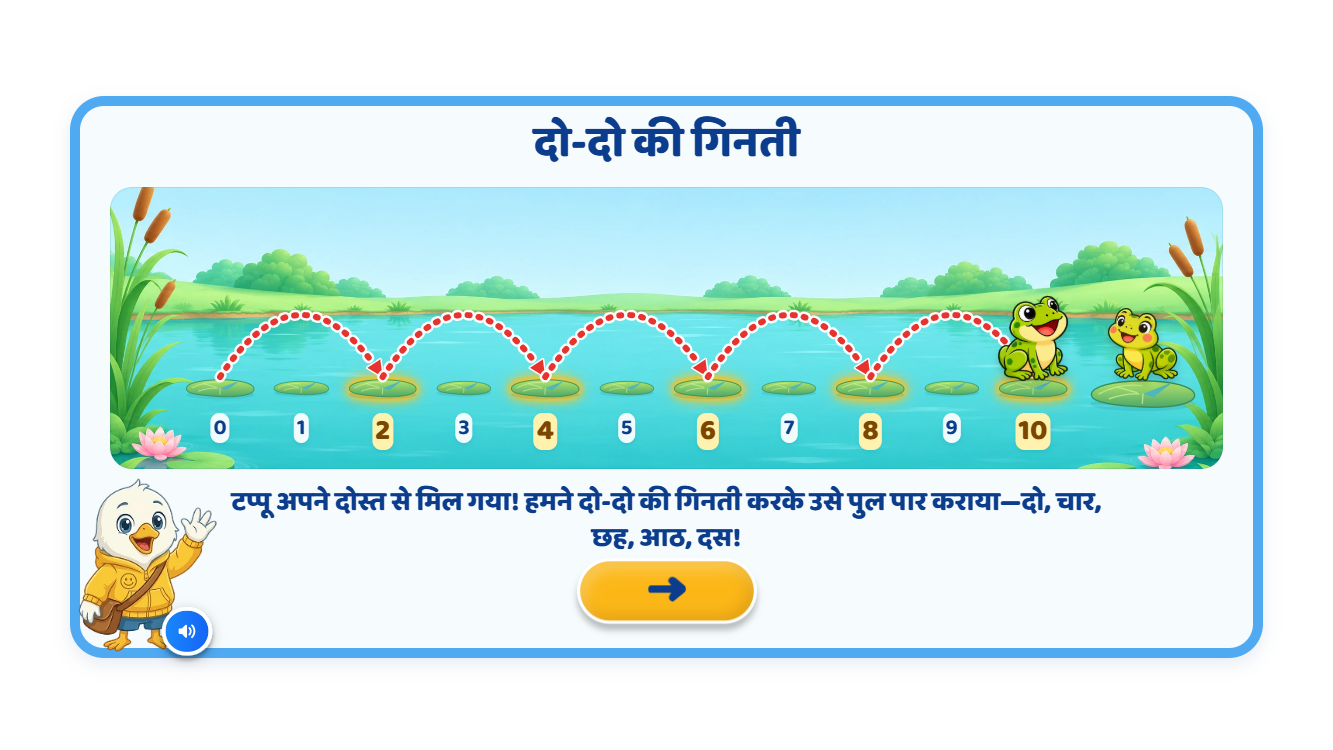 दो-दो की गिनती
0 1 2 3 4 5 6 7 8 9 10
टप्पू अपने दोस्त से मिल गया! हमने दो-दो की गिनती करके उसे पुल पार कराया—दो, चार,
छह, आठ, दस!